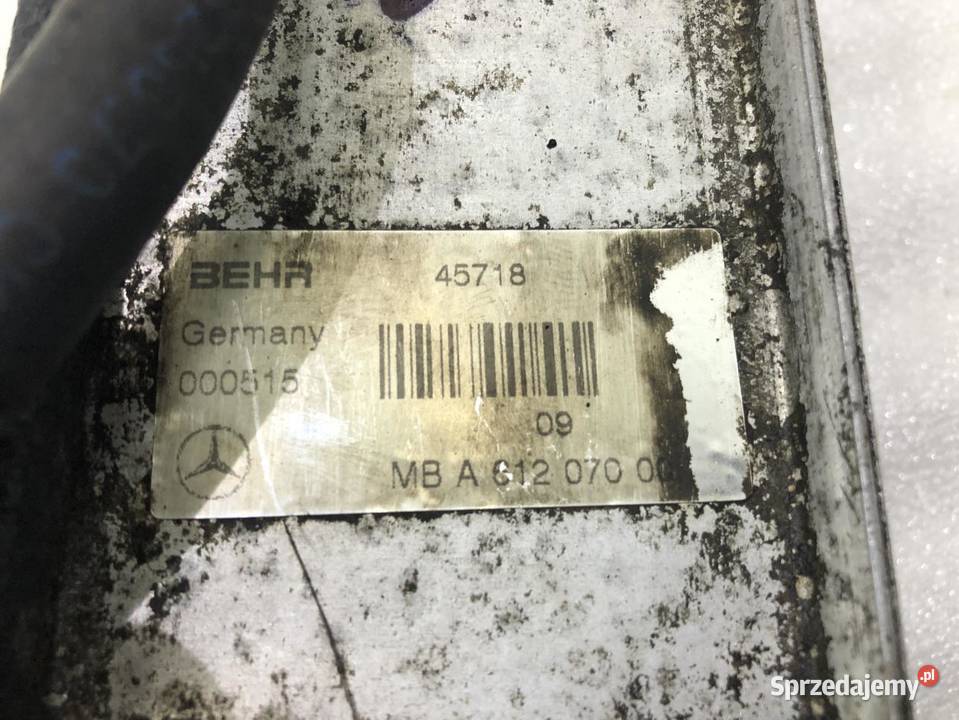 BEHR 45718
Germany
000515
09
MB A 612 070 00
Sprzedajemy.pl